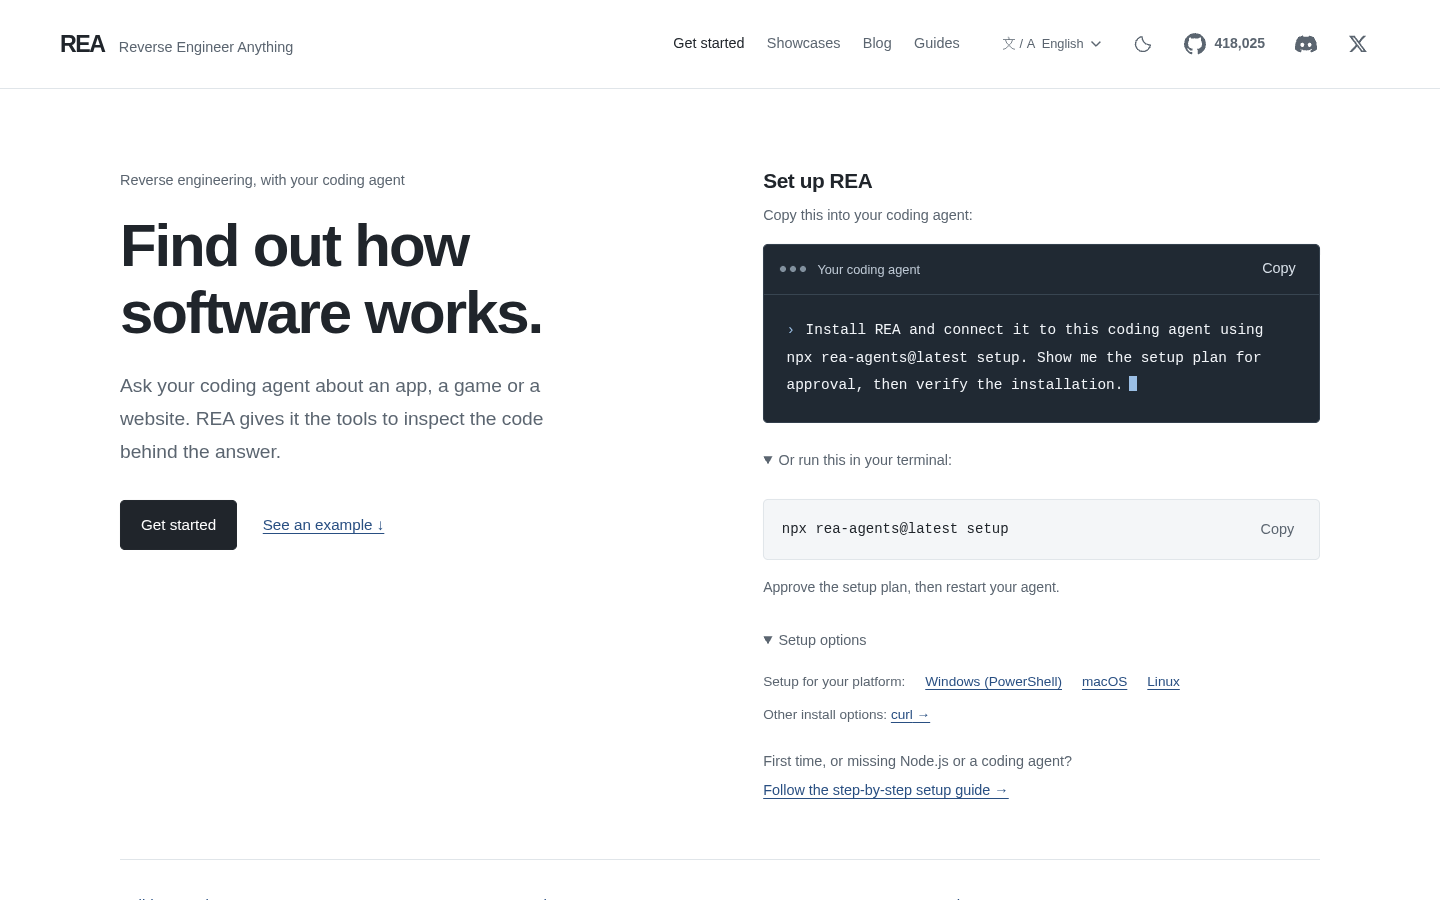 REA Reverse Engineer Anything
Get started Showcases Blog Guides 文 / A English 418,025
Reverse engineering, with your coding agent
Find out how
software works.
Ask your coding agent about an app, a game or a
website. REA gives it the tools to inspect the code
behind the answer.
Get started See an example ↓
Set up REA
Copy this into your coding agent:
Your coding agent Copy
› Install REA and connect it to this coding agent using
npx rea-agents@latest setup. Show me the setup plan for
approval, then verify the installation.
▼ Or run this in your terminal:
npx rea-agents@latest setup Copy
Approve the setup plan, then restart your agent.
▼ Setup options
Setup for your platform: Windows (PowerShell) macOS Linux
Other install options: curl →
First time, or missing Node.js or a coding agent?
Follow the step-by-step setup guide →